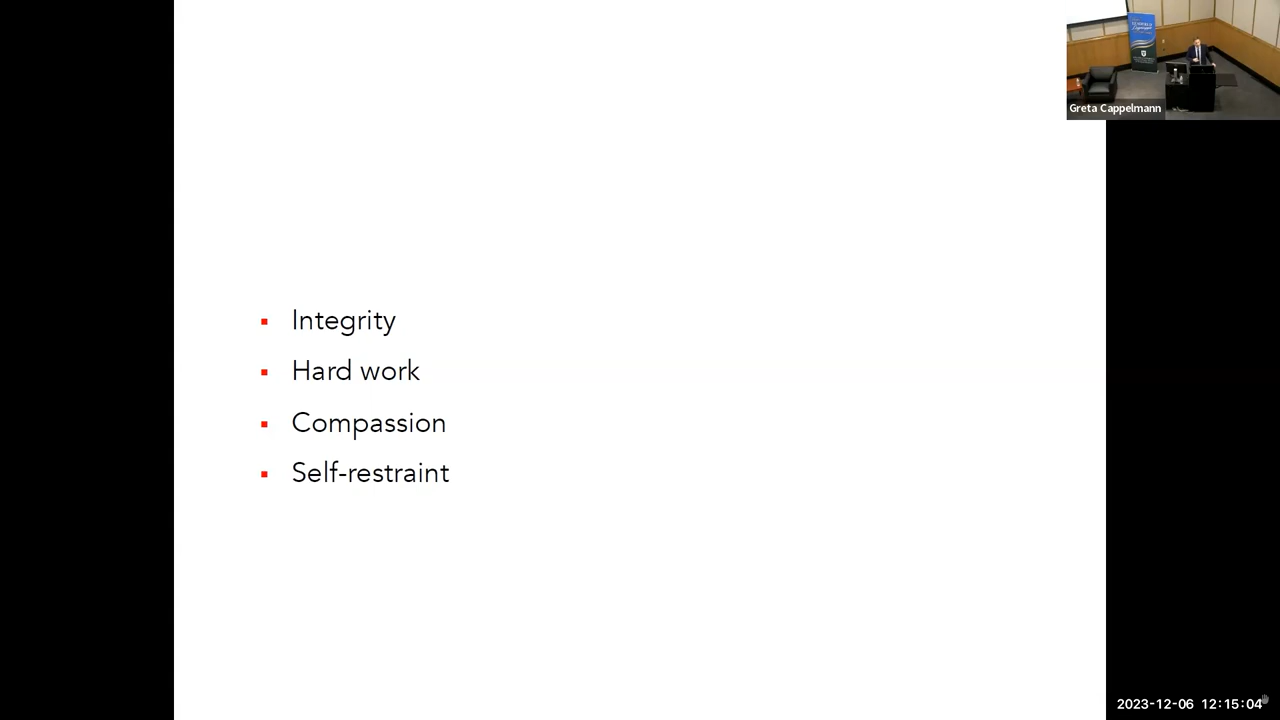 Greta Cappelmann
Integrity
Hard work
Compassion
Self-restraint
2023-12-06 12:15:04